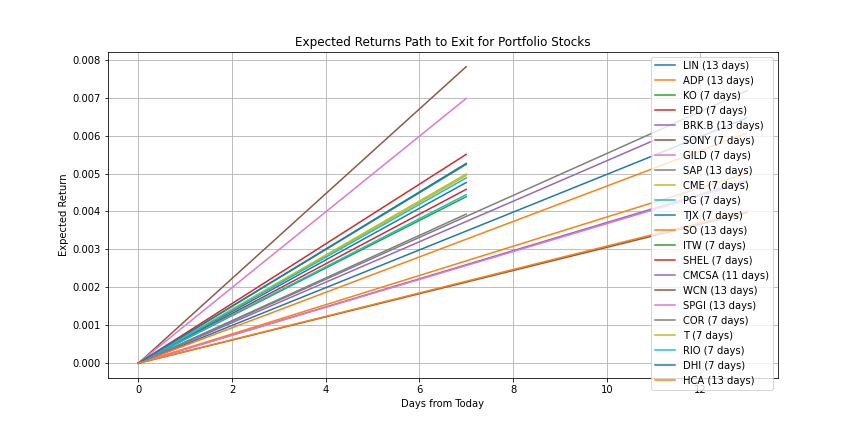 Expected Returns Path to Exit for Portfolio Stocks
Expected Return
0.008
0.007
0.006
0.005
0.004
0.003
0.002
0.001
0.000
LIN (13 days)
ADP (13 days)
KO (7 days)
EPD (7 days)
BRK.B (13 days)
SONY (7 days)
GILD (7 days)
SAP (13 days)
CME (7 days)
PG (7 days)
TJX (7 days)
SO (13 days)
ITW (7 days)
SHEL (7 days)
CMCSA (11 days)
WCN (13 days)
SPGI (13 days)
COR (7 days)
T (7 days)
RIO (7 days)
DHI (7 days)
HCA (13 days)
0 2 4 6 8 10 12
Days from Today